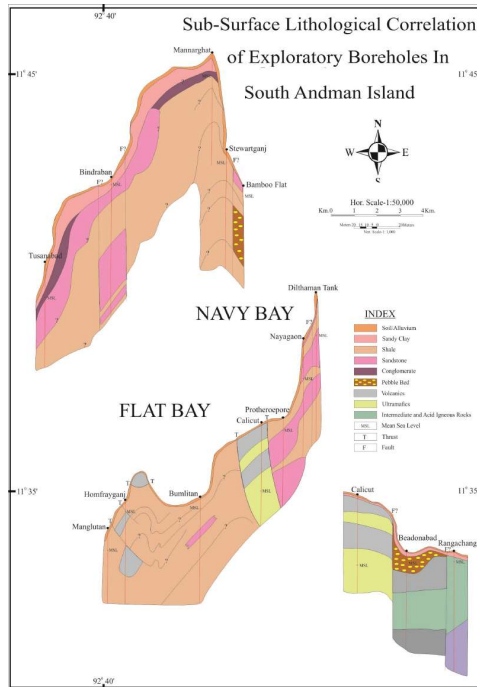 92° 40'
Sub-Surface Lithological Correlation
of Exploratory Boreholes In
South Andman Island
11° 45'
11° 45'
Mannarghat
Stewartganj
Bamboo Flat
Bindraban
Tusanabad
N
W E
S
Hor. Scale-1:50,000
Km.0 1 2 3 4Km.
Dilthaman Tank
NAVY BAY
Nayagaon
INDEX
Soil/Alluvium
Sandy Clay
Shale
Sandstone
Conglomerate
Pebble Bed
Volcanics
Ultramafics
Intermediate and Acid Igneous Rocks
MSL Mean Sea Level
T Thrust
F Fault
FLAT BAY
Protheroepore
Calicut
Homfrayganj
Bumlitan
Manglutan
11° 35'
11° 35'
Calicut
Beadonabad
Rangachang
92° 40'